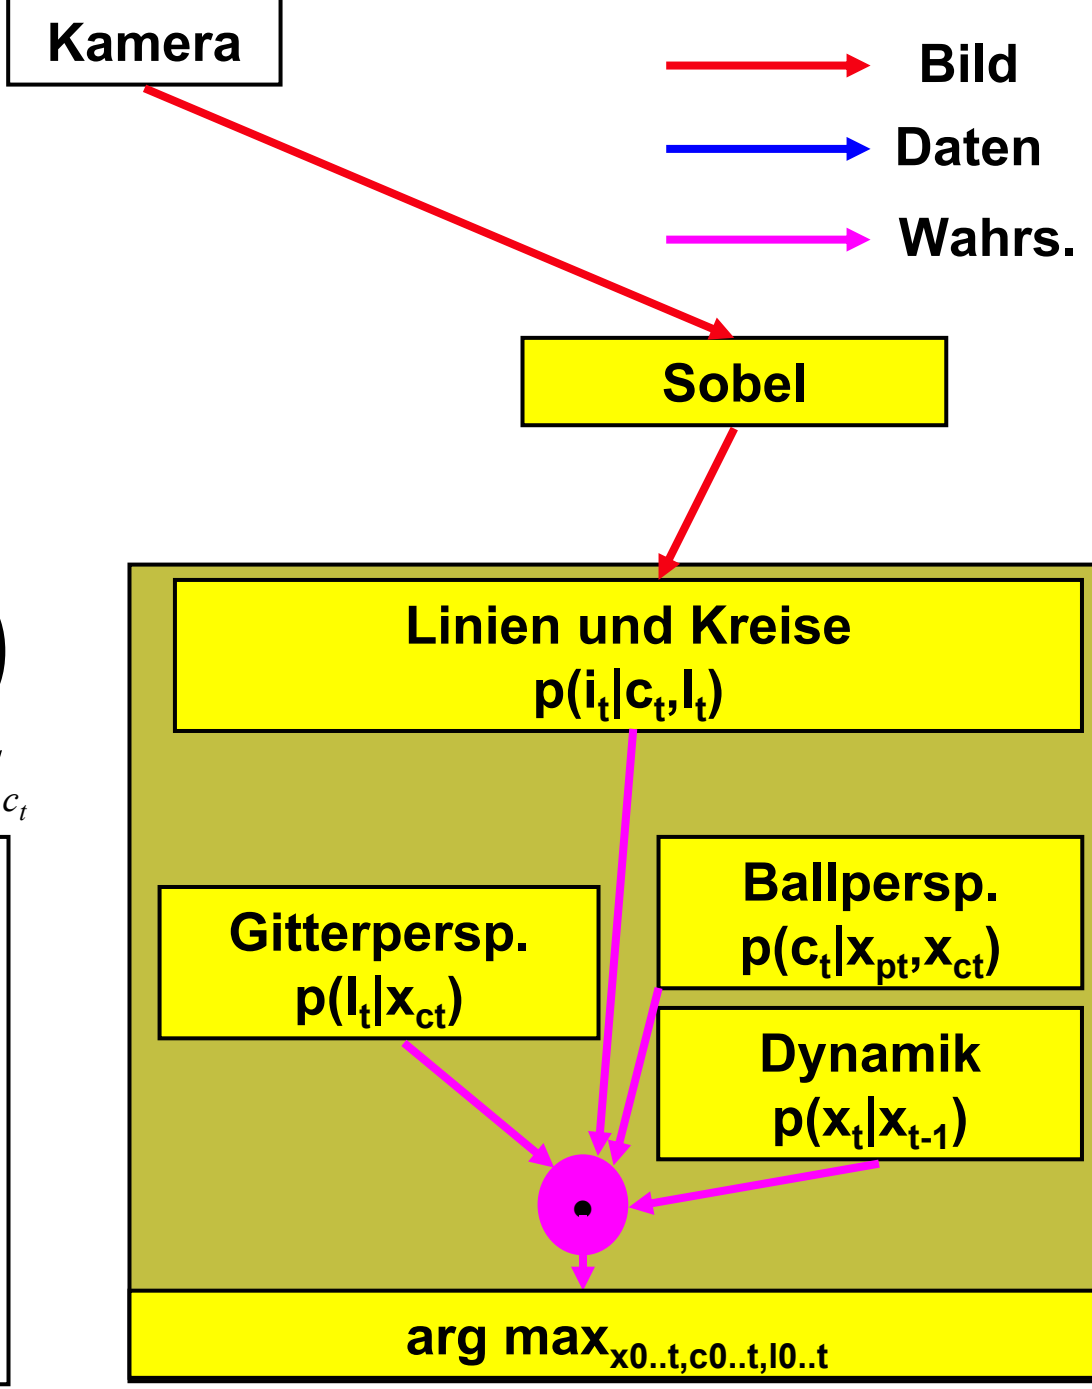 Kamera
Bild
Daten
Wahrs.
Sobel
Linien und Kreise
p(i_t|c_t,l_t)
c_t
Gitterpersp.
p(l_t|x_ct)
Ballpersp.
p(c_t|x_pt,x_ct)
Dynamik
p(x_t|x_t-1)
arg max_x0..t,c0..t,l0..t